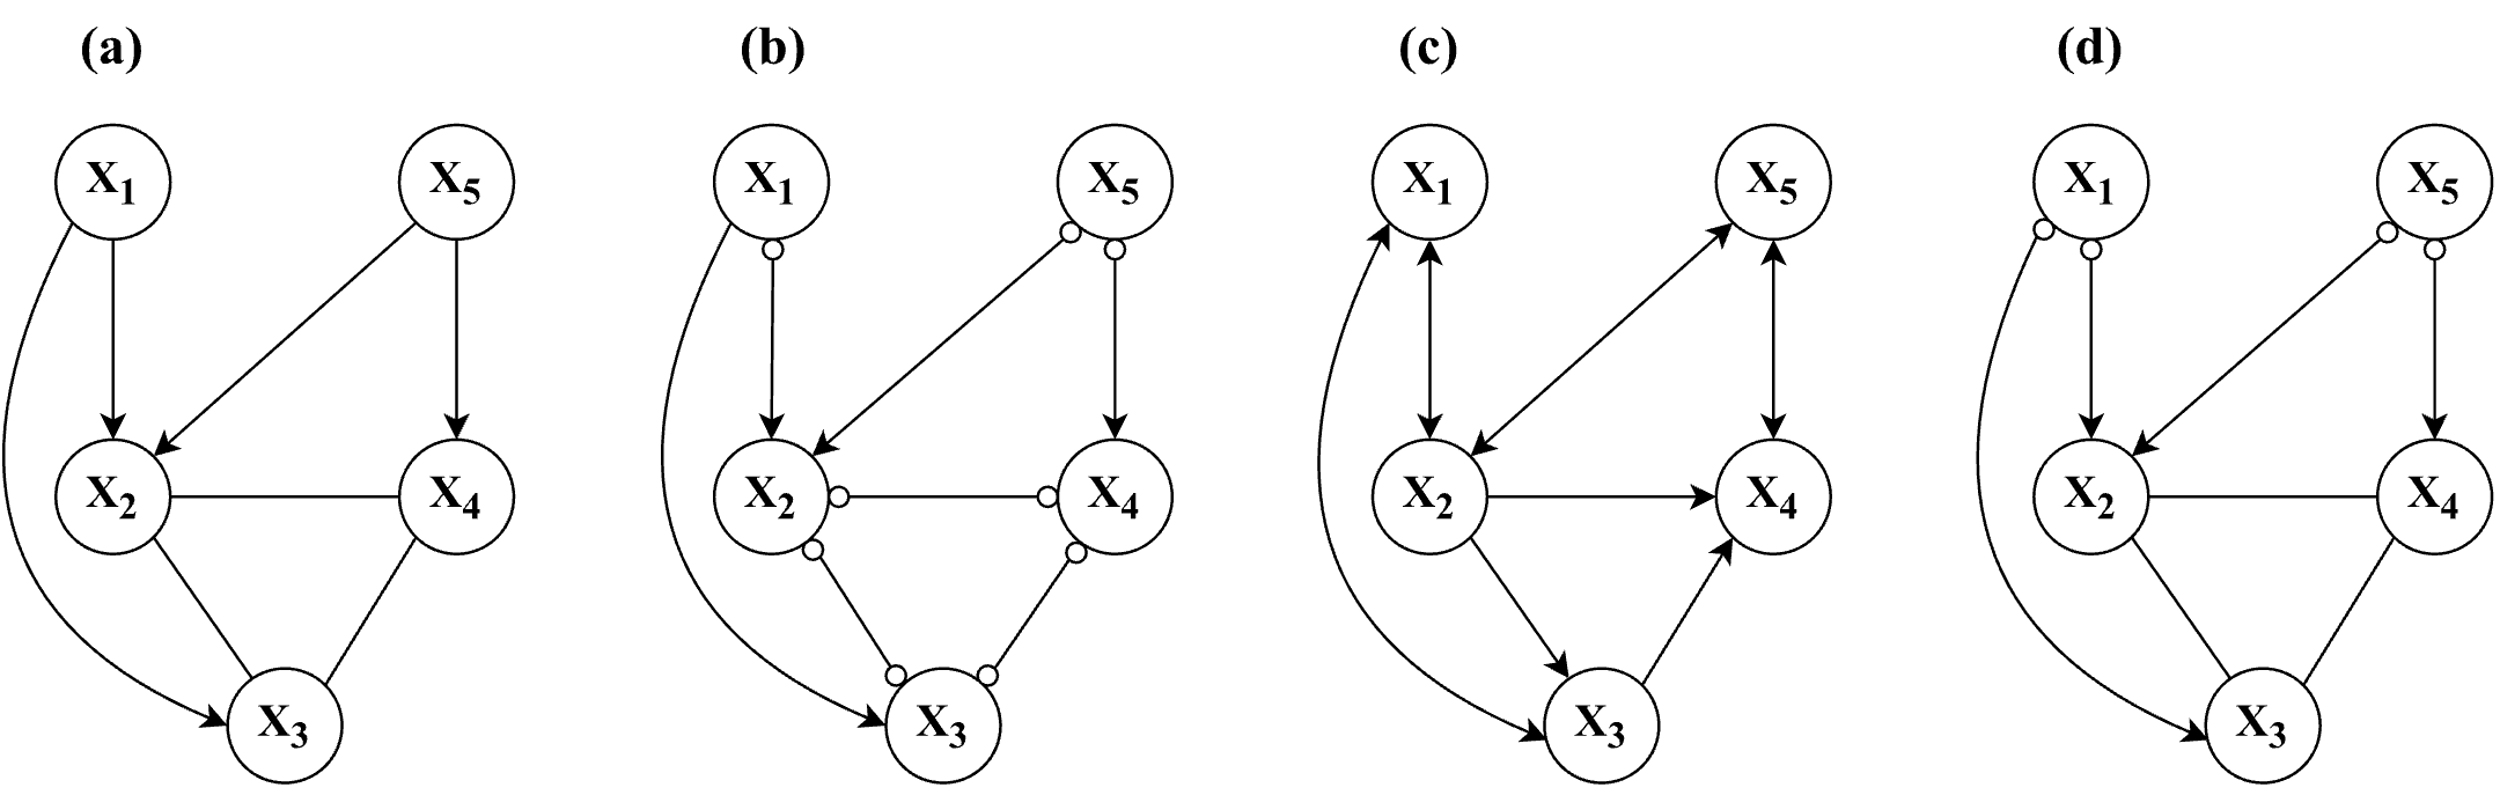 (a) (b) (c) (d)
X1 X5 X1 X5 X1 X5 X1 X5
X2 X4 X2 X4 X2 X4 X2 X4
X3 X3 X3 X3